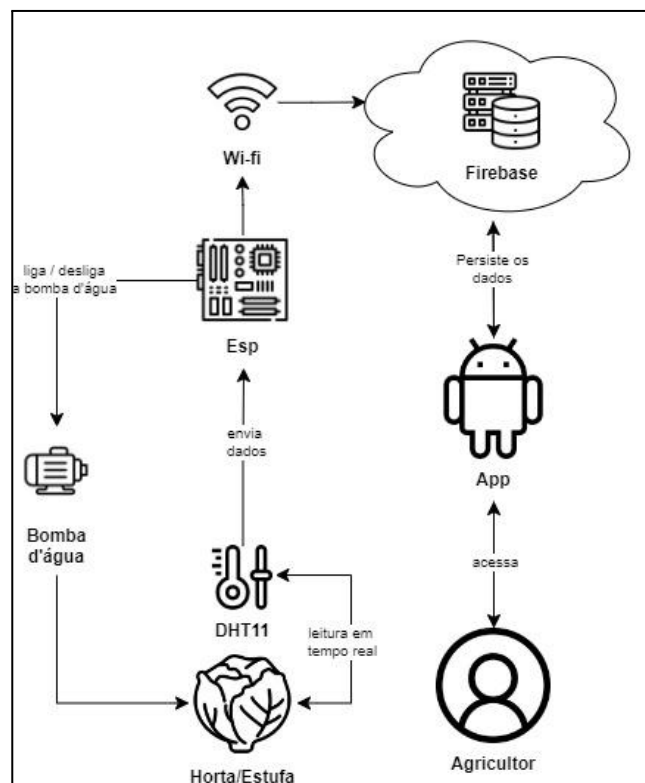 Wi-fi
Firebase
liga / desliga
a bomba d'água
Persiste os
dados
Esp
envia
dados
App
Bomba
d'água
acessa
DHT11
leitura em
tempo real
Horta/Estufa
Agricultor